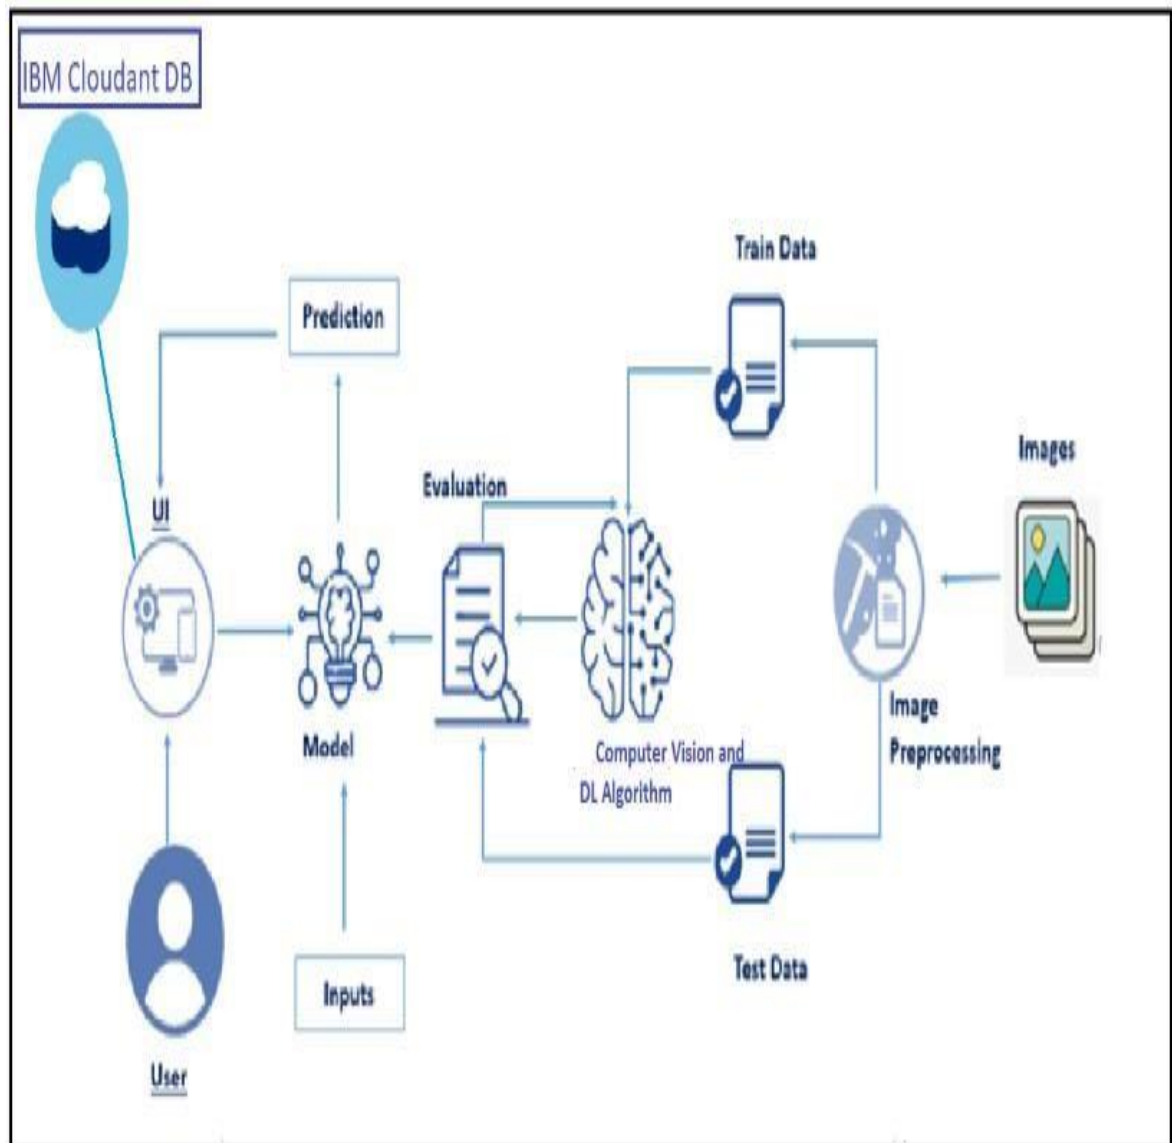 IBM Cloudant DB
Train Data
Prediction
Images
Evaluation
UI
Image
Preprocessing
Model
Computer Vision and
DL Algorithm
Test Data
Inputs
User